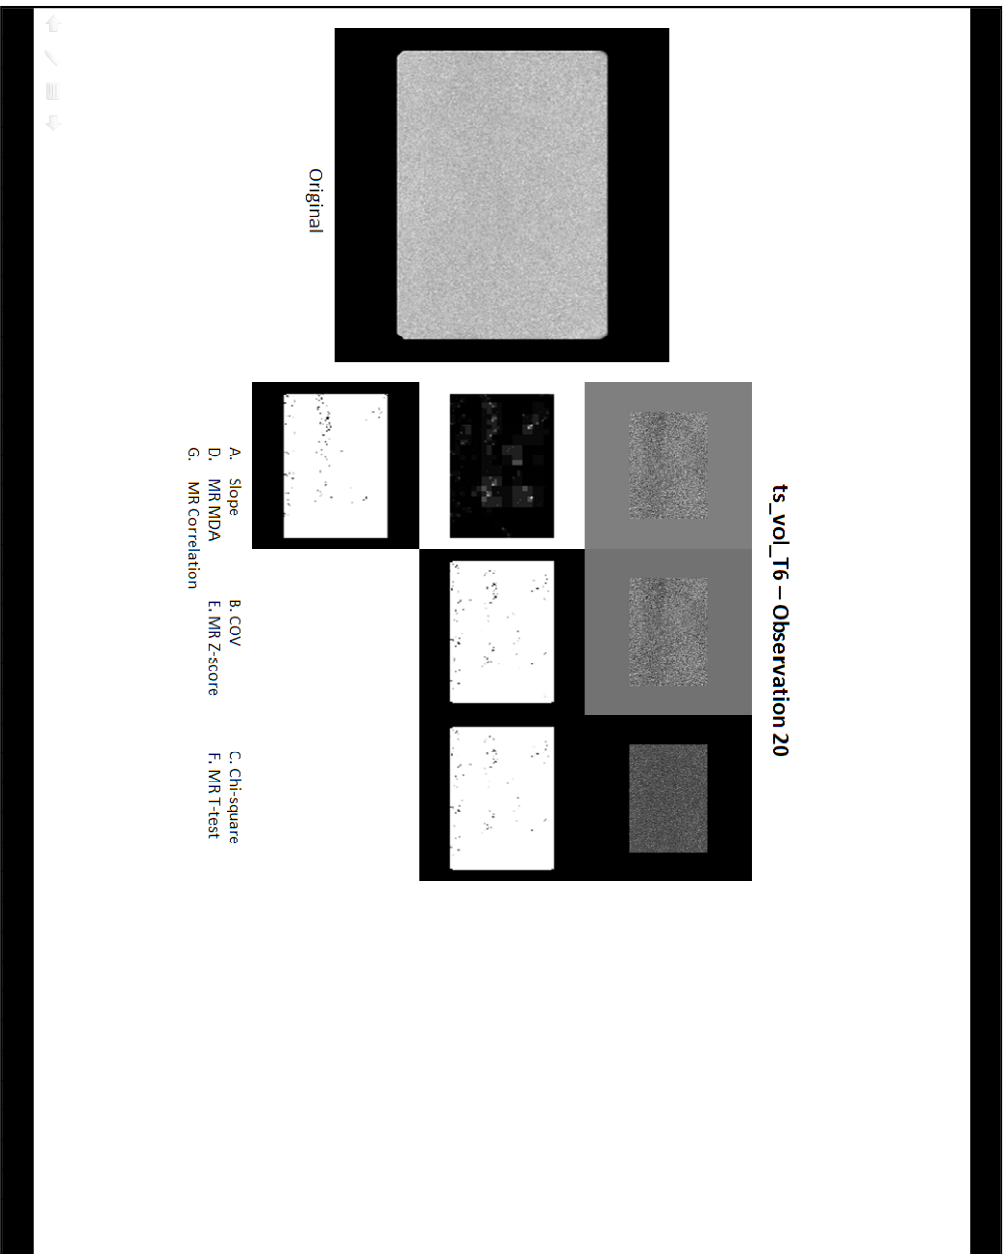 ts_vol_T6 – Observation 20
Original
A. Slope B. COV C. Chi-square
D. MR MDA E. MR Z-score F. MR T-test
G. MR Correlation